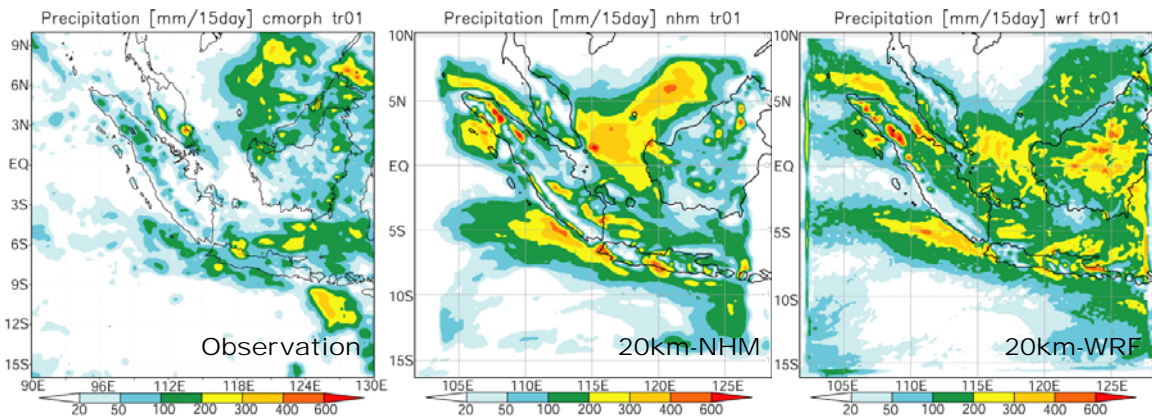 Precipitation [mm/15day] cmorph tr01
9N
6N
3N
EQ
3S
6S
9S
12S
15S
Observation
90E 96E 112E 118E 124E 130E
20 50 100 200 300 400 600
Precipitation [mm/15day] nhm tr01
10N
5N
EQ
5S
10S
15S
20km-NHM
105E 110E 115E 120E 125E
20 50 100 200 300 400 600
Precipitation [mm/15day] wrf tr01
10N
5N
EQ
5S
10S
15S
20km-WRF
105E 110E 115E 120E 125E
20 50 100 200 300 400 600